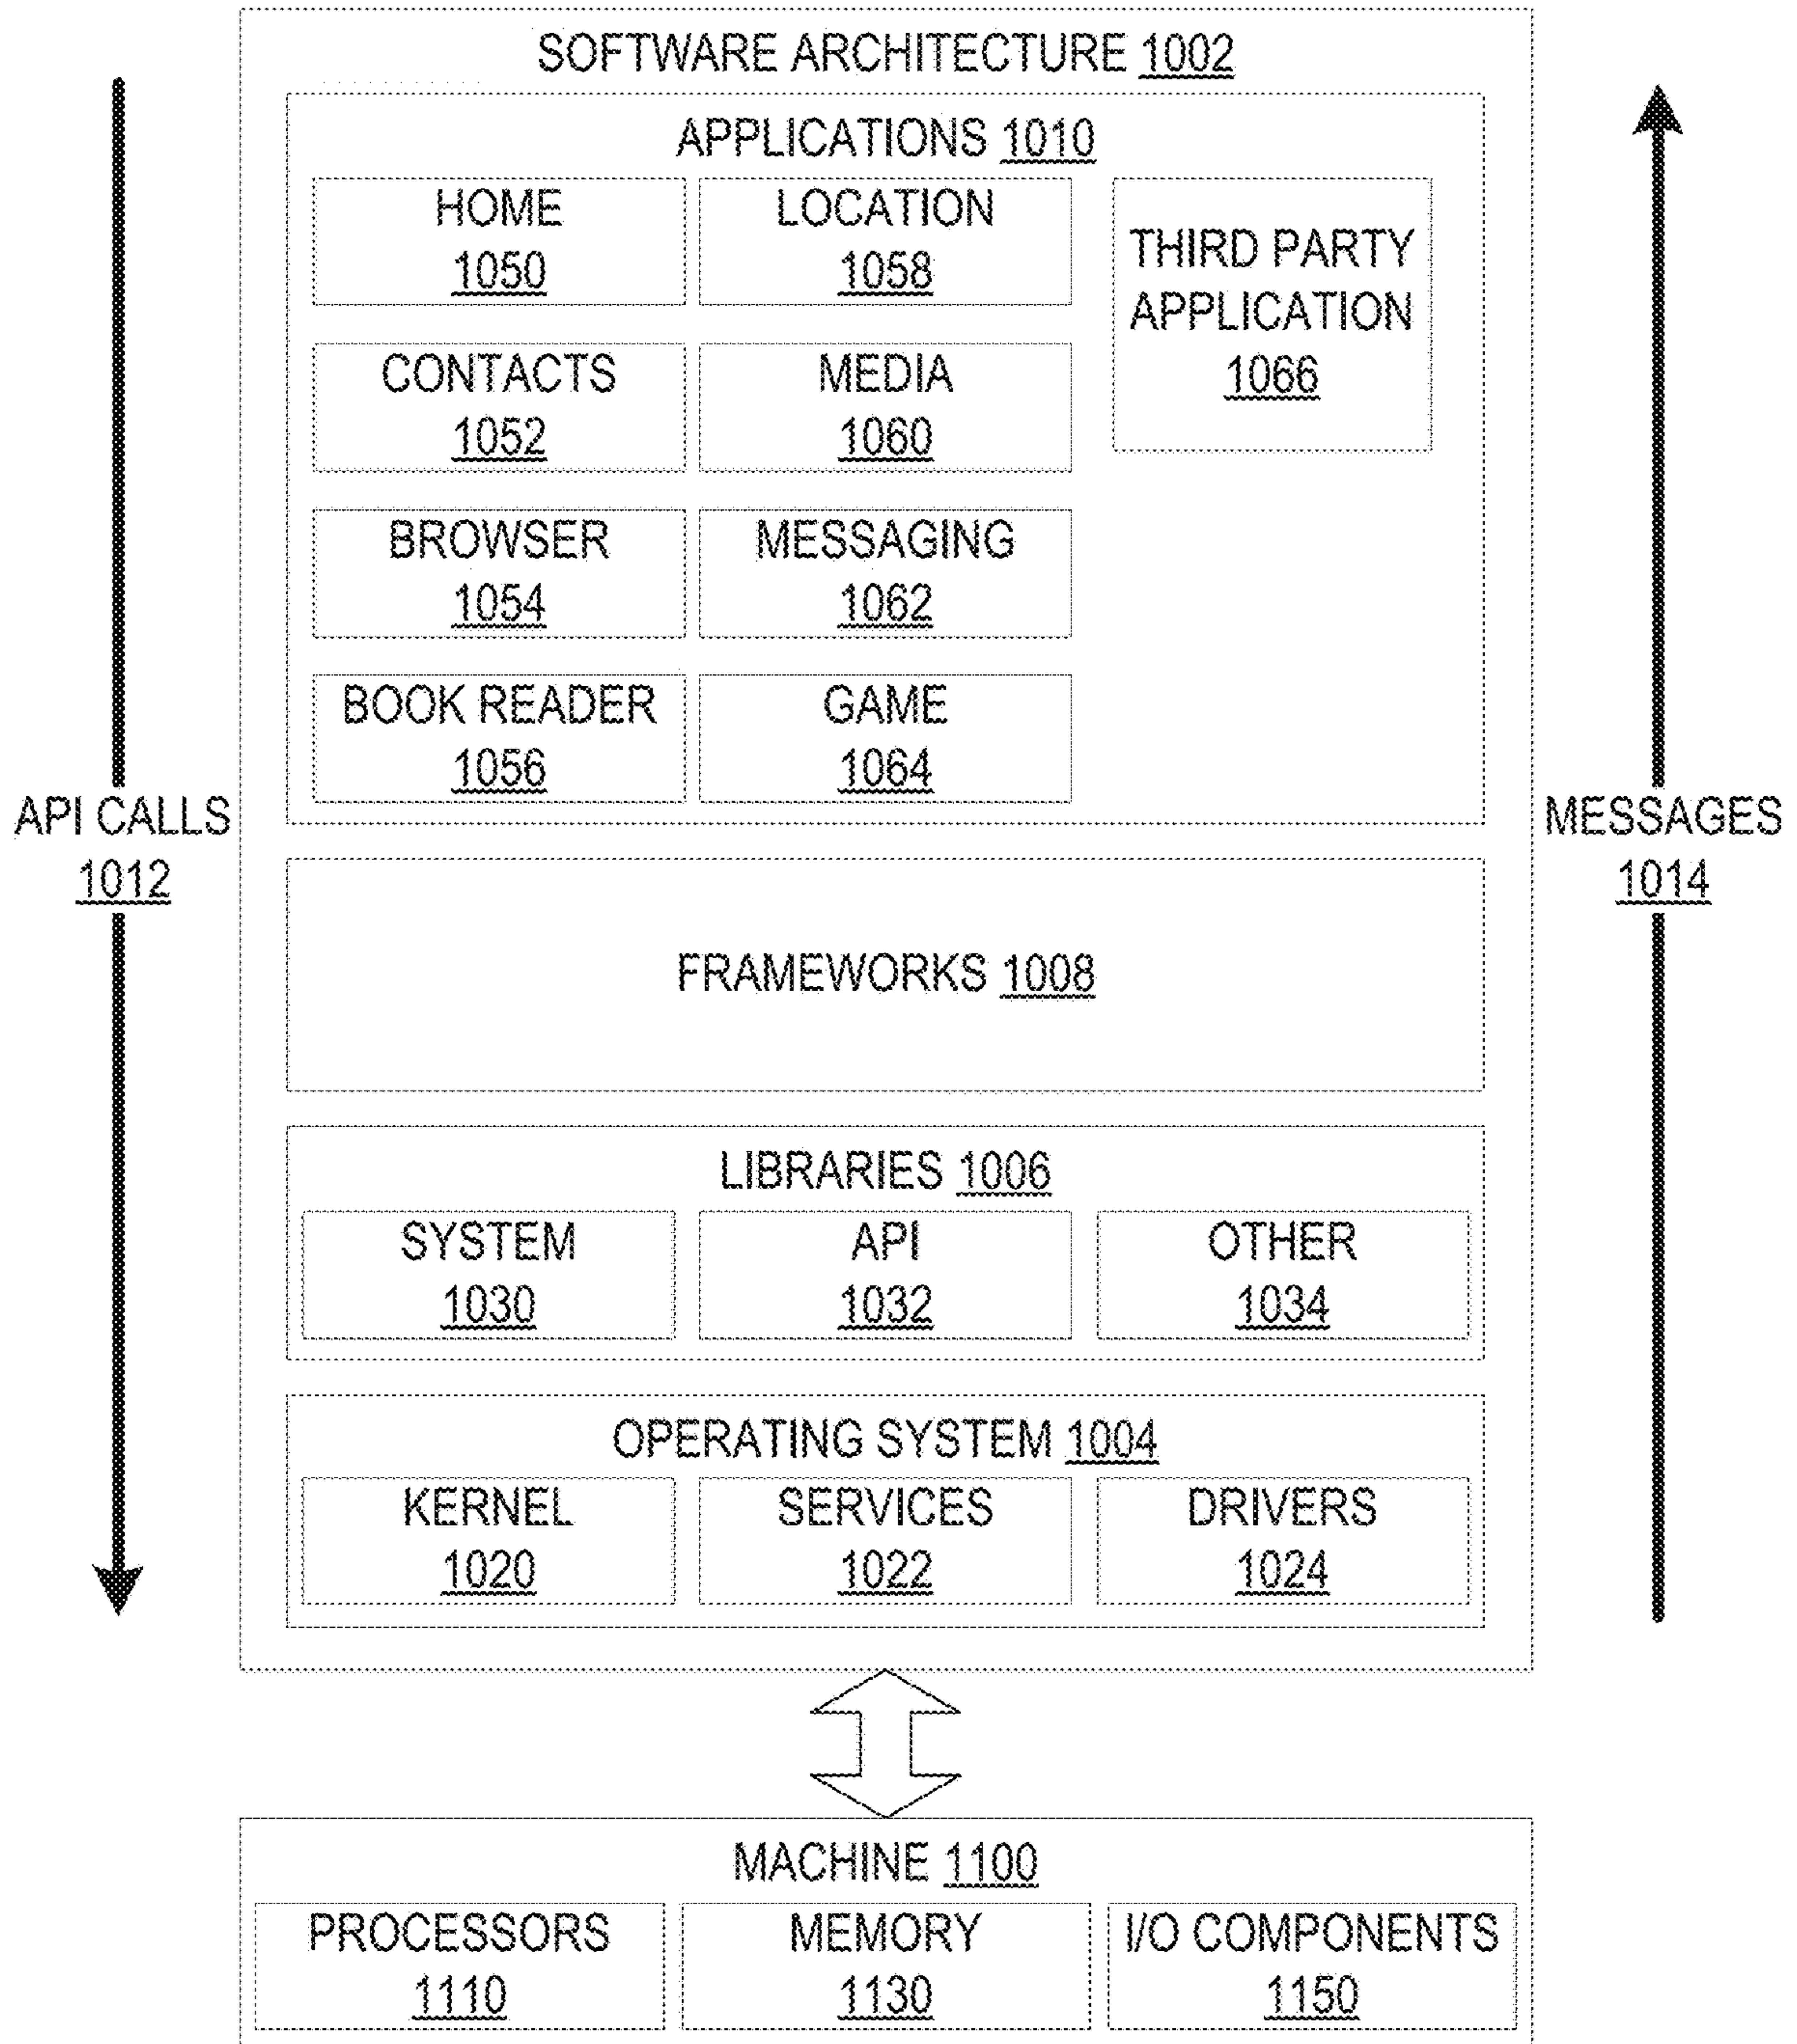 SOFTWARE ARCHITECTURE 1002
APPLICATIONS 1010
HOME
1050
LOCATION
1058
THIRD PARTY
APPLICATION
1066
CONTACTS
1052
MEDIA
1060
BROWSER
1054
MESSAGING
1062
BOOK READER
1056
GAME
1064
API CALLS
1012
MESSAGES
1014
FRAMEWORKS 1008
LIBRARIES 1006
SYSTEM
1030
API
1032
OTHER
1034
OPERATING SYSTEM 1004
KERNEL
1020
SERVICES
1022
DRIVERS
1024
MACHINE 1100
PROCESSORS
1110
MEMORY
1130
I/O COMPONENTS
1150